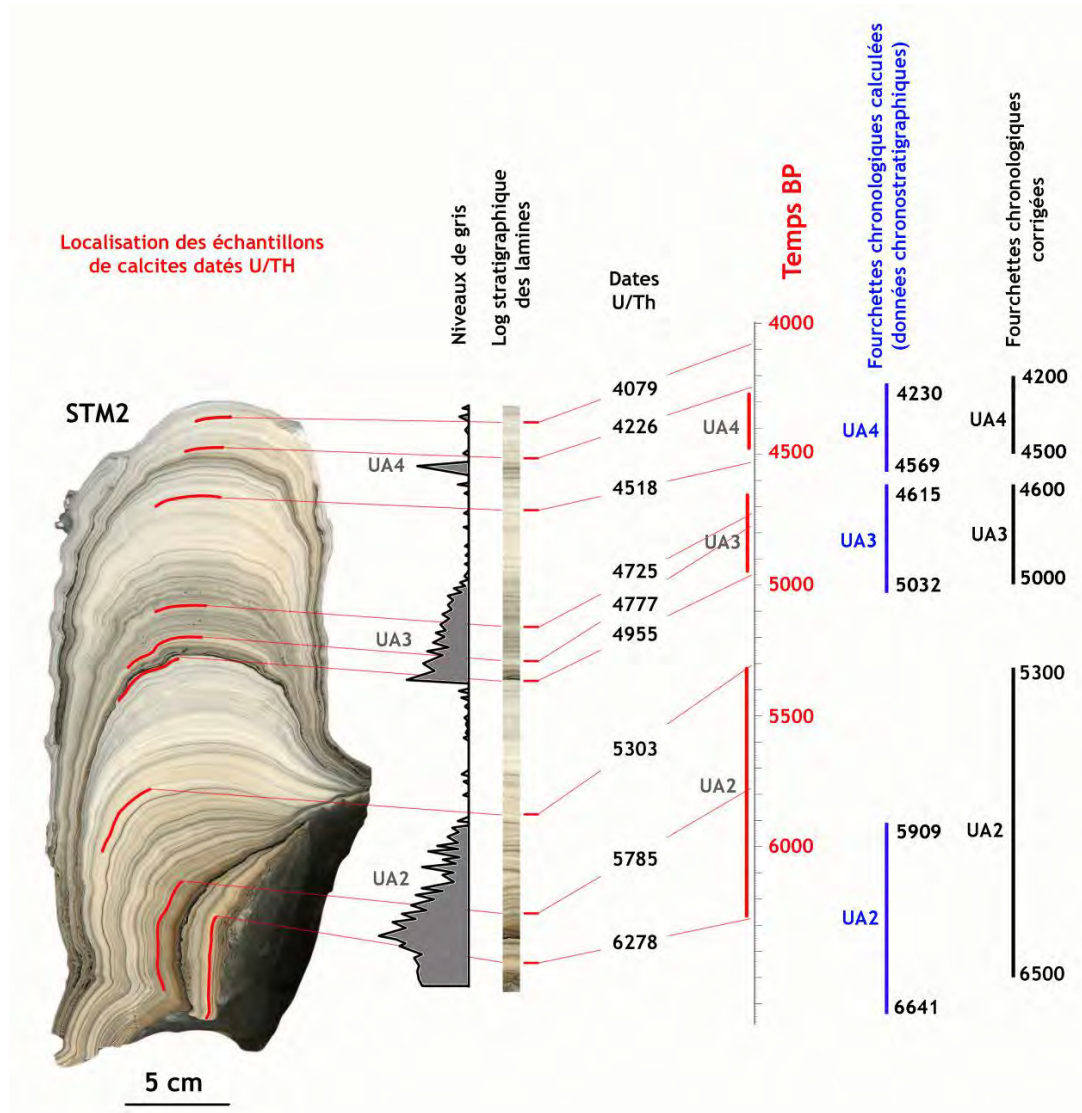 Localisation des échantillons
de calcites datés U/TH
STM2
5 cm
Niveaux de gris
UA4
UA3
UA2
Log stratigraphique
des lamines
Dates
U/Th
4079
4226
4518
4725
4777
4955
5303
5785
6278
Temps BP
4000
4500
5000
5500
6000
UA4
UA3
UA2
Fourchettes chronologiques calculées
(données chronostratigraphiques)
4230
UA4
4569
4615
UA3
5032
5909
UA2
6641
Fourchettes chronologiques
corrigées
4200
UA4
4500
4600
UA3
5000
5300
UA2
6500